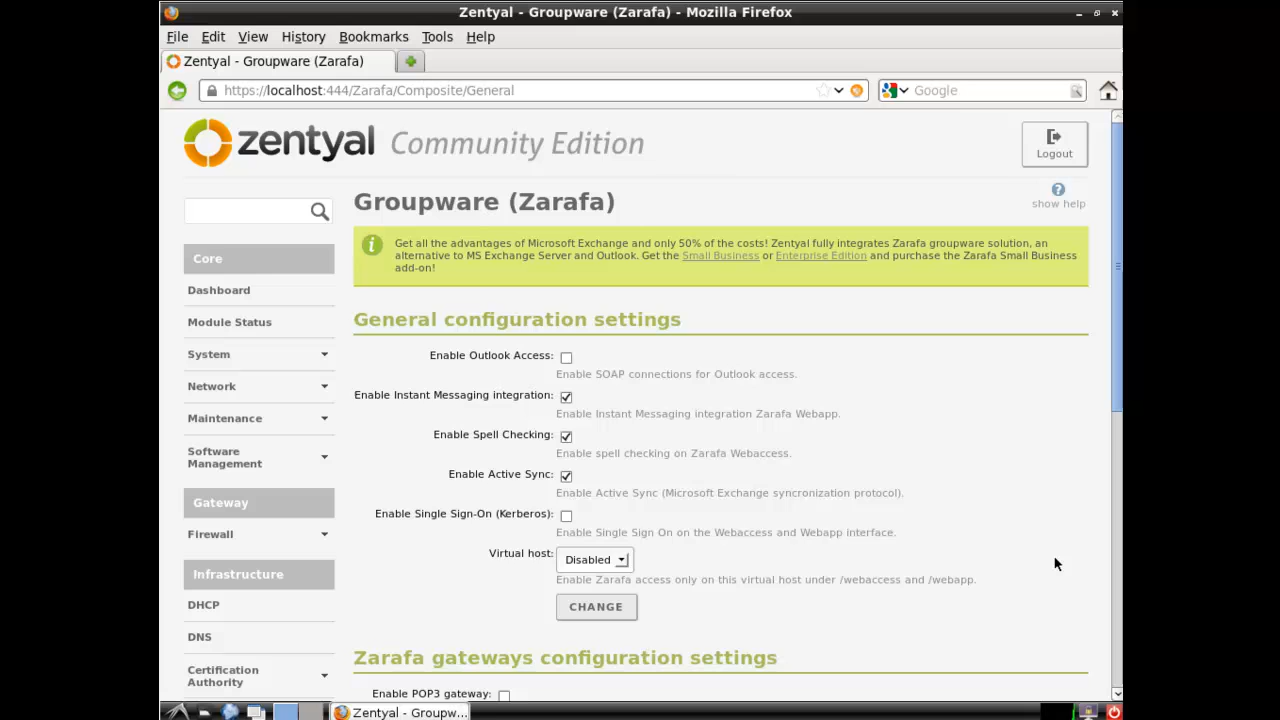 Zentyal - Groupware (Zarafa) - Mozilla Firefox
File Edit View History Bookmarks Tools Help
Zentyal - Groupware (Zarafa)
https://localhost:444/Zarafa/Composite/General
Google
zentyal Community Edition
Logout
Groupware (Zarafa)
show help
Get all the advantages of Microsoft Exchange and only 50% of the costs! Zentyal fully integrates Zarafa groupware solution, an
alternative to MS Exchange Server and Outlook. Get the Small Business or Enterprise Edition and purchase the Zarafa Small Business
add-on!
Core
Dashboard
Module Status
System
Network
Maintenance
Software
Management
Gateway
Firewall
Infrastructure
DHCP
DNS
Certification
Authority
General configuration settings
Enable Outlook Access:
Enable SOAP connections for Outlook access.
Enable Instant Messaging integration:
Enable Instant Messaging integration Zarafa Webapp.
Enable Spell Checking:
Enable spell checking on Zarafa Webaccess.
Enable Active Sync:
Enable Active Sync (Microsoft Exchange syncronization protocol).
Enable Single Sign-On (Kerberos):
Enable Single Sign On on the Webaccess and Webapp interface.
Virtual host: Disabled
Enable Zarafa access only on this virtual host under /webaccess and /webapp.
CHANGE
Zarafa gateways configuration settings
Enable POP3 gateway:
Zentyal - Groupw...